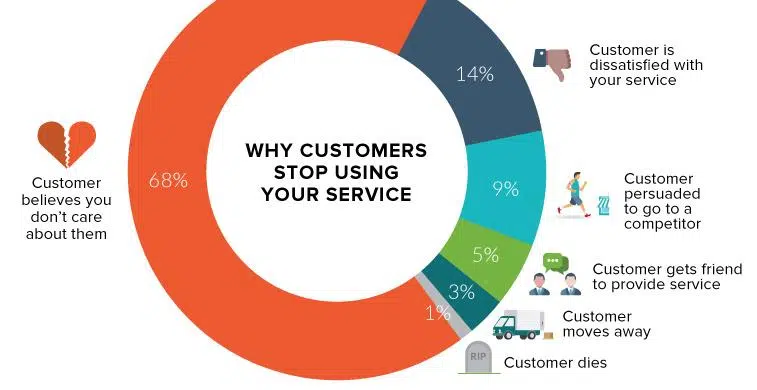 WHY CUSTOMERS
STOP USING
YOUR SERVICE
68%
Customer
believes you
don't care
about them
14%
Customer is
dissatisfied with
your service
9%
Customer
persuaded
to go to a
competitor
5%
Customer gets friend
to provide service
3%
Customer
moves away
1%
RIP
Customer dies